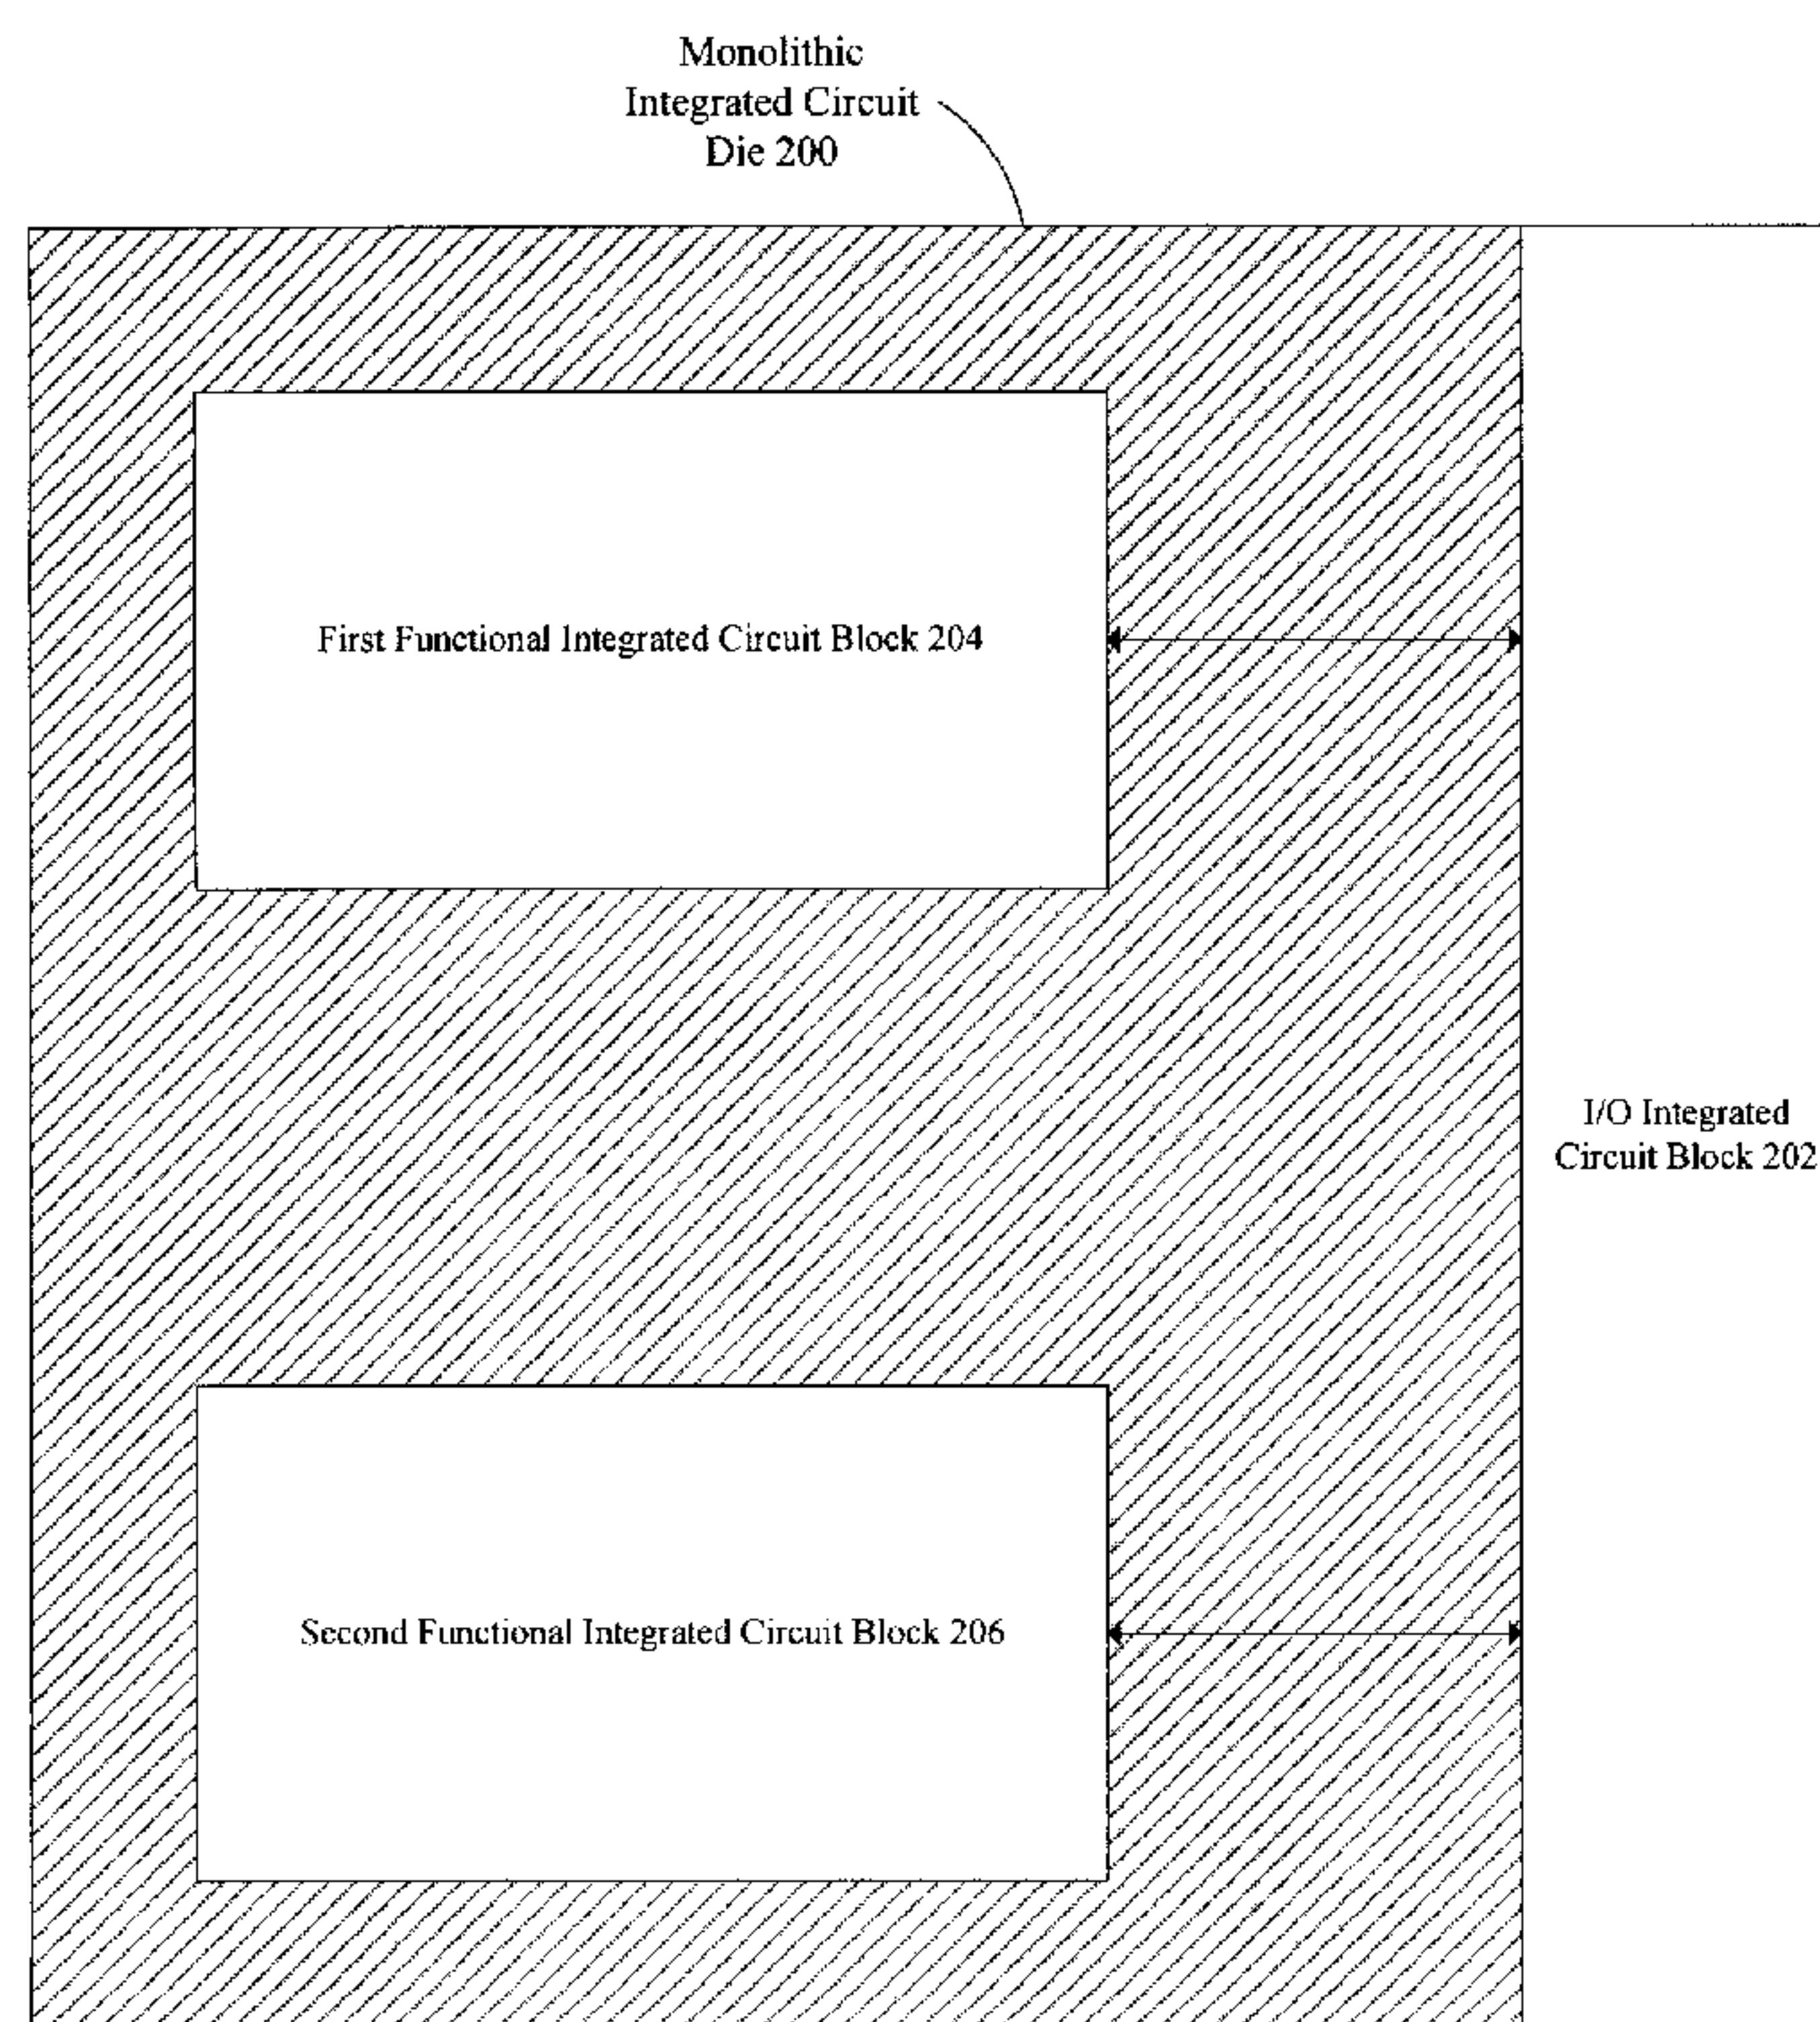 Monolithic
Integrated Circuit
Die 200
First Functional Integrated Circuit Block 204
I/O Integrated
Circuit Block 202
Second Functional Integrated Circuit Block 206